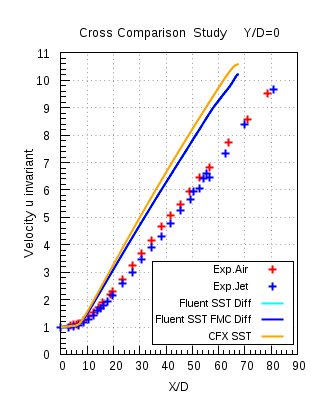 Cross Comparison Study Y/D=0
11
10
9
8
7
6
5
4
3
2
1
0
Velocity u invariant
Exp.Air
Exp.Jet
Fluent SST Diff
Fluent SST FMC Diff
CFX SST
0 10 20 30 40 50 60 70 80 90
X/D